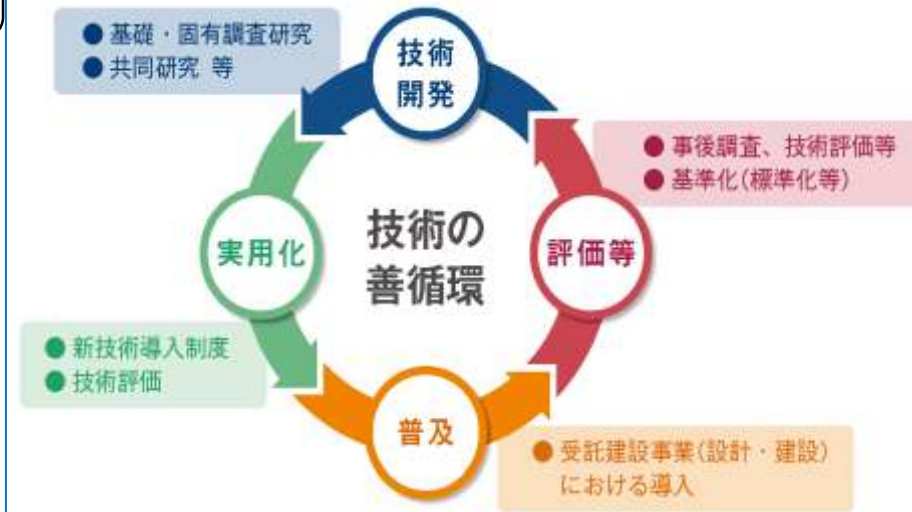 ● 基礎・固有調査研究
● 共同研究 等
技術
開発
● 事後調査、技術評価等
● 基準化(標準化等)
実用化
技術の
善循環
評価等
● 新技術導入制度
● 技術評価
普及
● 受託建設事業(設計・建設)
における導入